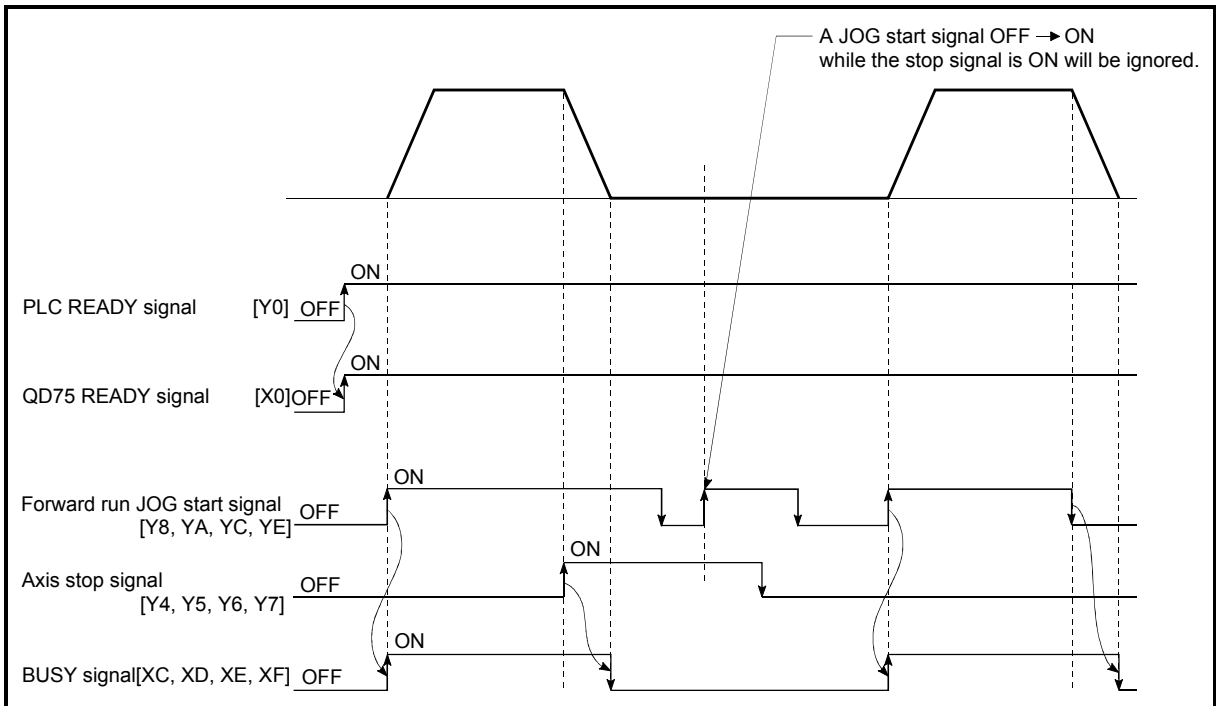 A JOG start signal OFF → ON
while the stop signal is ON will be ignored.
ON
PLC READY signal [Y0] OFF
ON
QD75 READY signal [X0]OFF
ON
Forward run JOG start signal OFF
[Y8, YA, YC, YE]
ON
Axis stop signal OFF
[Y4, Y5, Y6, Y7]
ON
BUSY signal[XC, XD, XE, XF] OFF